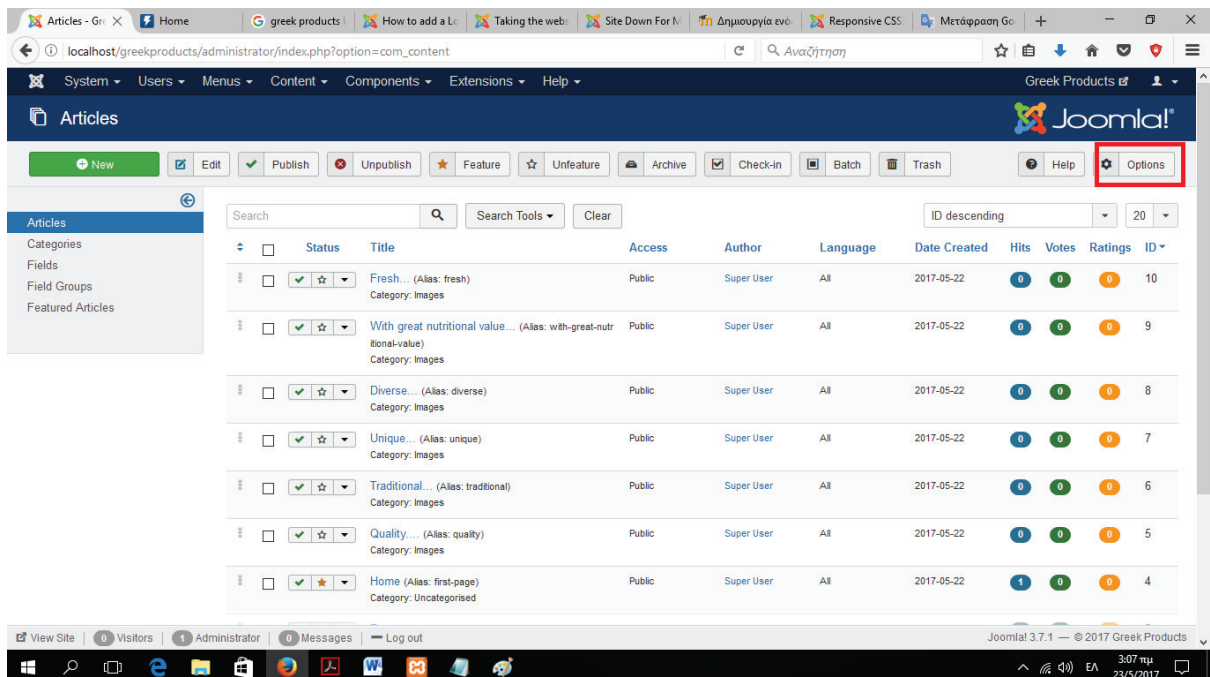 Articles - Gre
Home
greek products
How to add a Lo
Taking the webs
Site Down For M
Δημιουργία ενό
Responsive CSS
Μετάφραση Go
localhost/greekproducts/administrator/index.php?option=com_content
Αναζήτηση
System Users Menus Content Components Extensions Help Greek Products
Articles
Joomla!®
New Edit Publish Unpublish Feature Unfeature Archive Check-in Batch Trash Help Options
Articles
Categories
Fields
Field Groups
Featured Articles
Search Search Tools Clear ID descending 20
Status Title Access Author Language Date Created Hits Votes Ratings ID
Fresh... (Alias: fresh) Public Super User All 2017-05-22 0 0 0 10
Category: Images
With great nutritional value... (Alias: with-great-nutr Public Super User All 2017-05-22 0 0 0 9
itional-value)
Category: Images
Diverse... (Alias: diverse) Public Super User All 2017-05-22 0 0 0 8
Category: Images
Unique... (Alias: unique) Public Super User All 2017-05-22 0 0 0 7
Category: Images
Traditional... (Alias: traditional) Public Super User All 2017-05-22 0 0 0 6
Category: Images
Quality.... (Alias: quality) Public Super User All 2017-05-22 0 0 0 5
Category: Images
Home (Alias: first-page) Public Super User All 2017-05-22 1 0 0 4
Category: Uncategorised
View Site 0 Visitors 1 Administrator 0 Messages Log out Joomla! 3.7.1 — © 2017 Greek Products
ΕΛ
3:07 πμ
23/5/2017